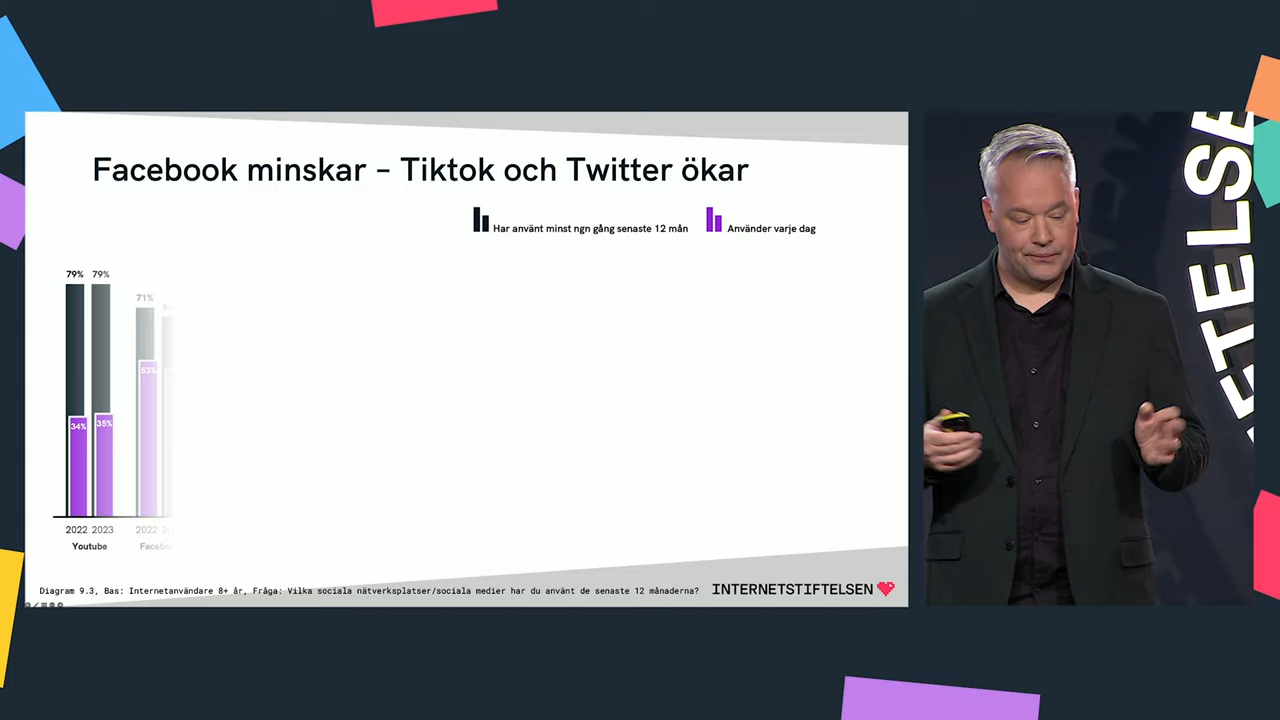 Facebook minskar – Tiktok och Twitter ökar
Har använt minst ngn gång senaste 12 mån
Använder varje dag
79% 79%
71%
53%
34% 35%
2022 2023 2022
Youtube
Diagram 9.3, Bas: Internetanvändare 8+ år, Fråga: Vilka sociala nätverksplatser/sociala medier har du använt de senaste 12 månaderna?
INTERNETSTIFTELSEN